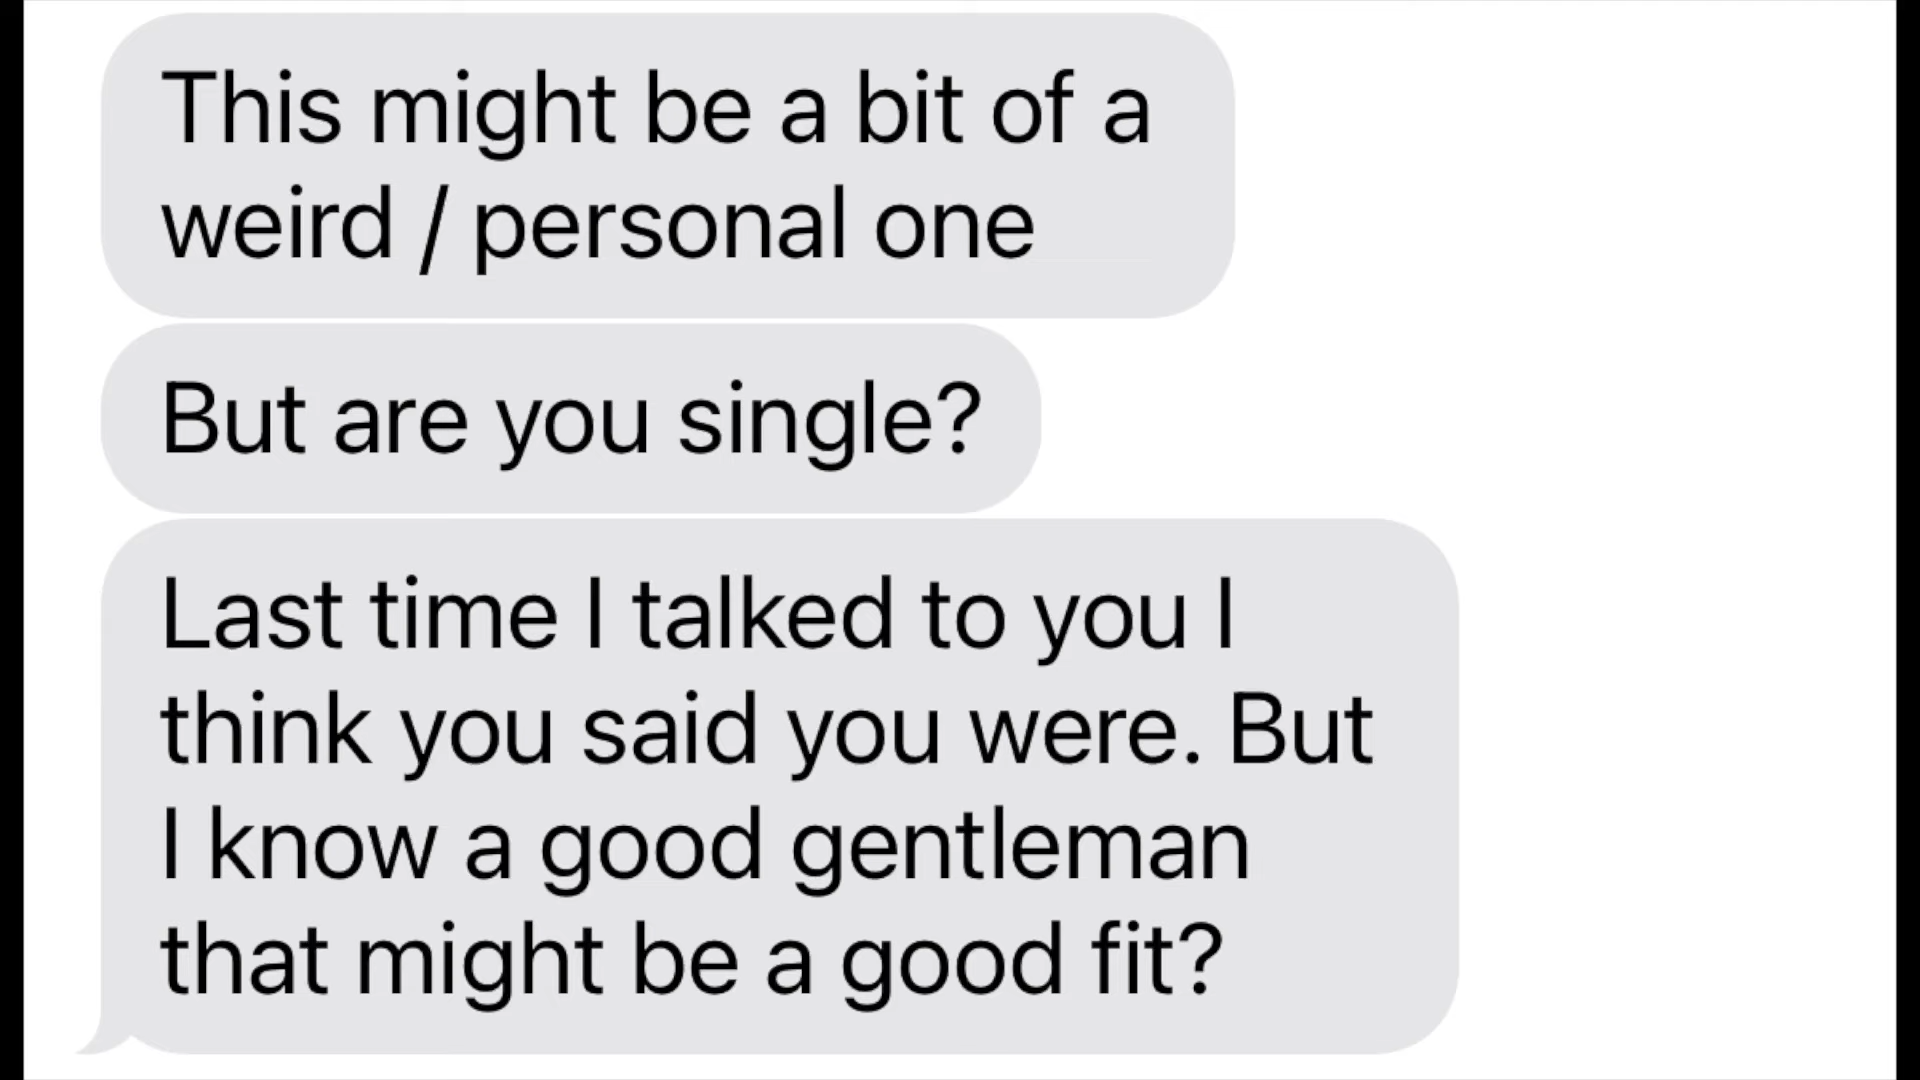 This might be a bit of a
weird / personal one
But are you single?
Last time I talked to you I
think you said you were. But
I know a good gentleman
that might be a good fit?